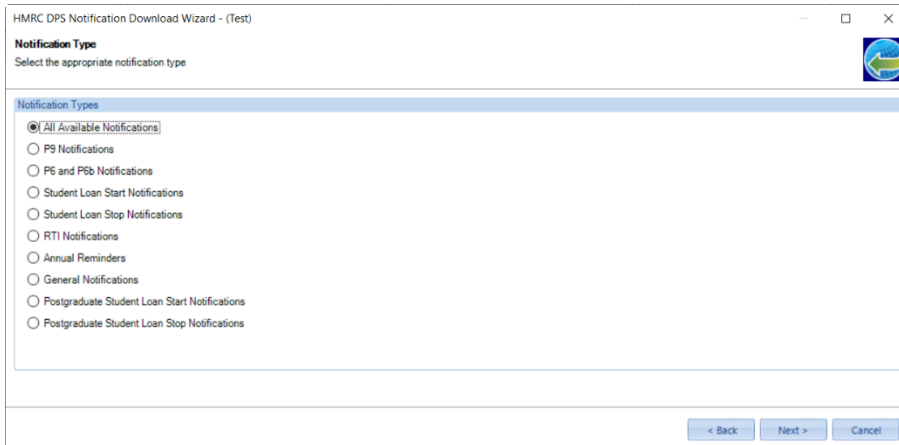 HMRC DPS Notification Download Wizard - (Test)
Notification Type
Select the appropriate notification type
Notification Types
All Available Notifications
P9 Notifications
P6 and P6b Notifications
Student Loan Start Notifications
Student Loan Stop Notifications
RTI Notifications
Annual Reminders
General Notifications
Postgraduate Student Loan Start Notifications
Postgraduate Student Loan Stop Notifications
< Back Next > Cancel